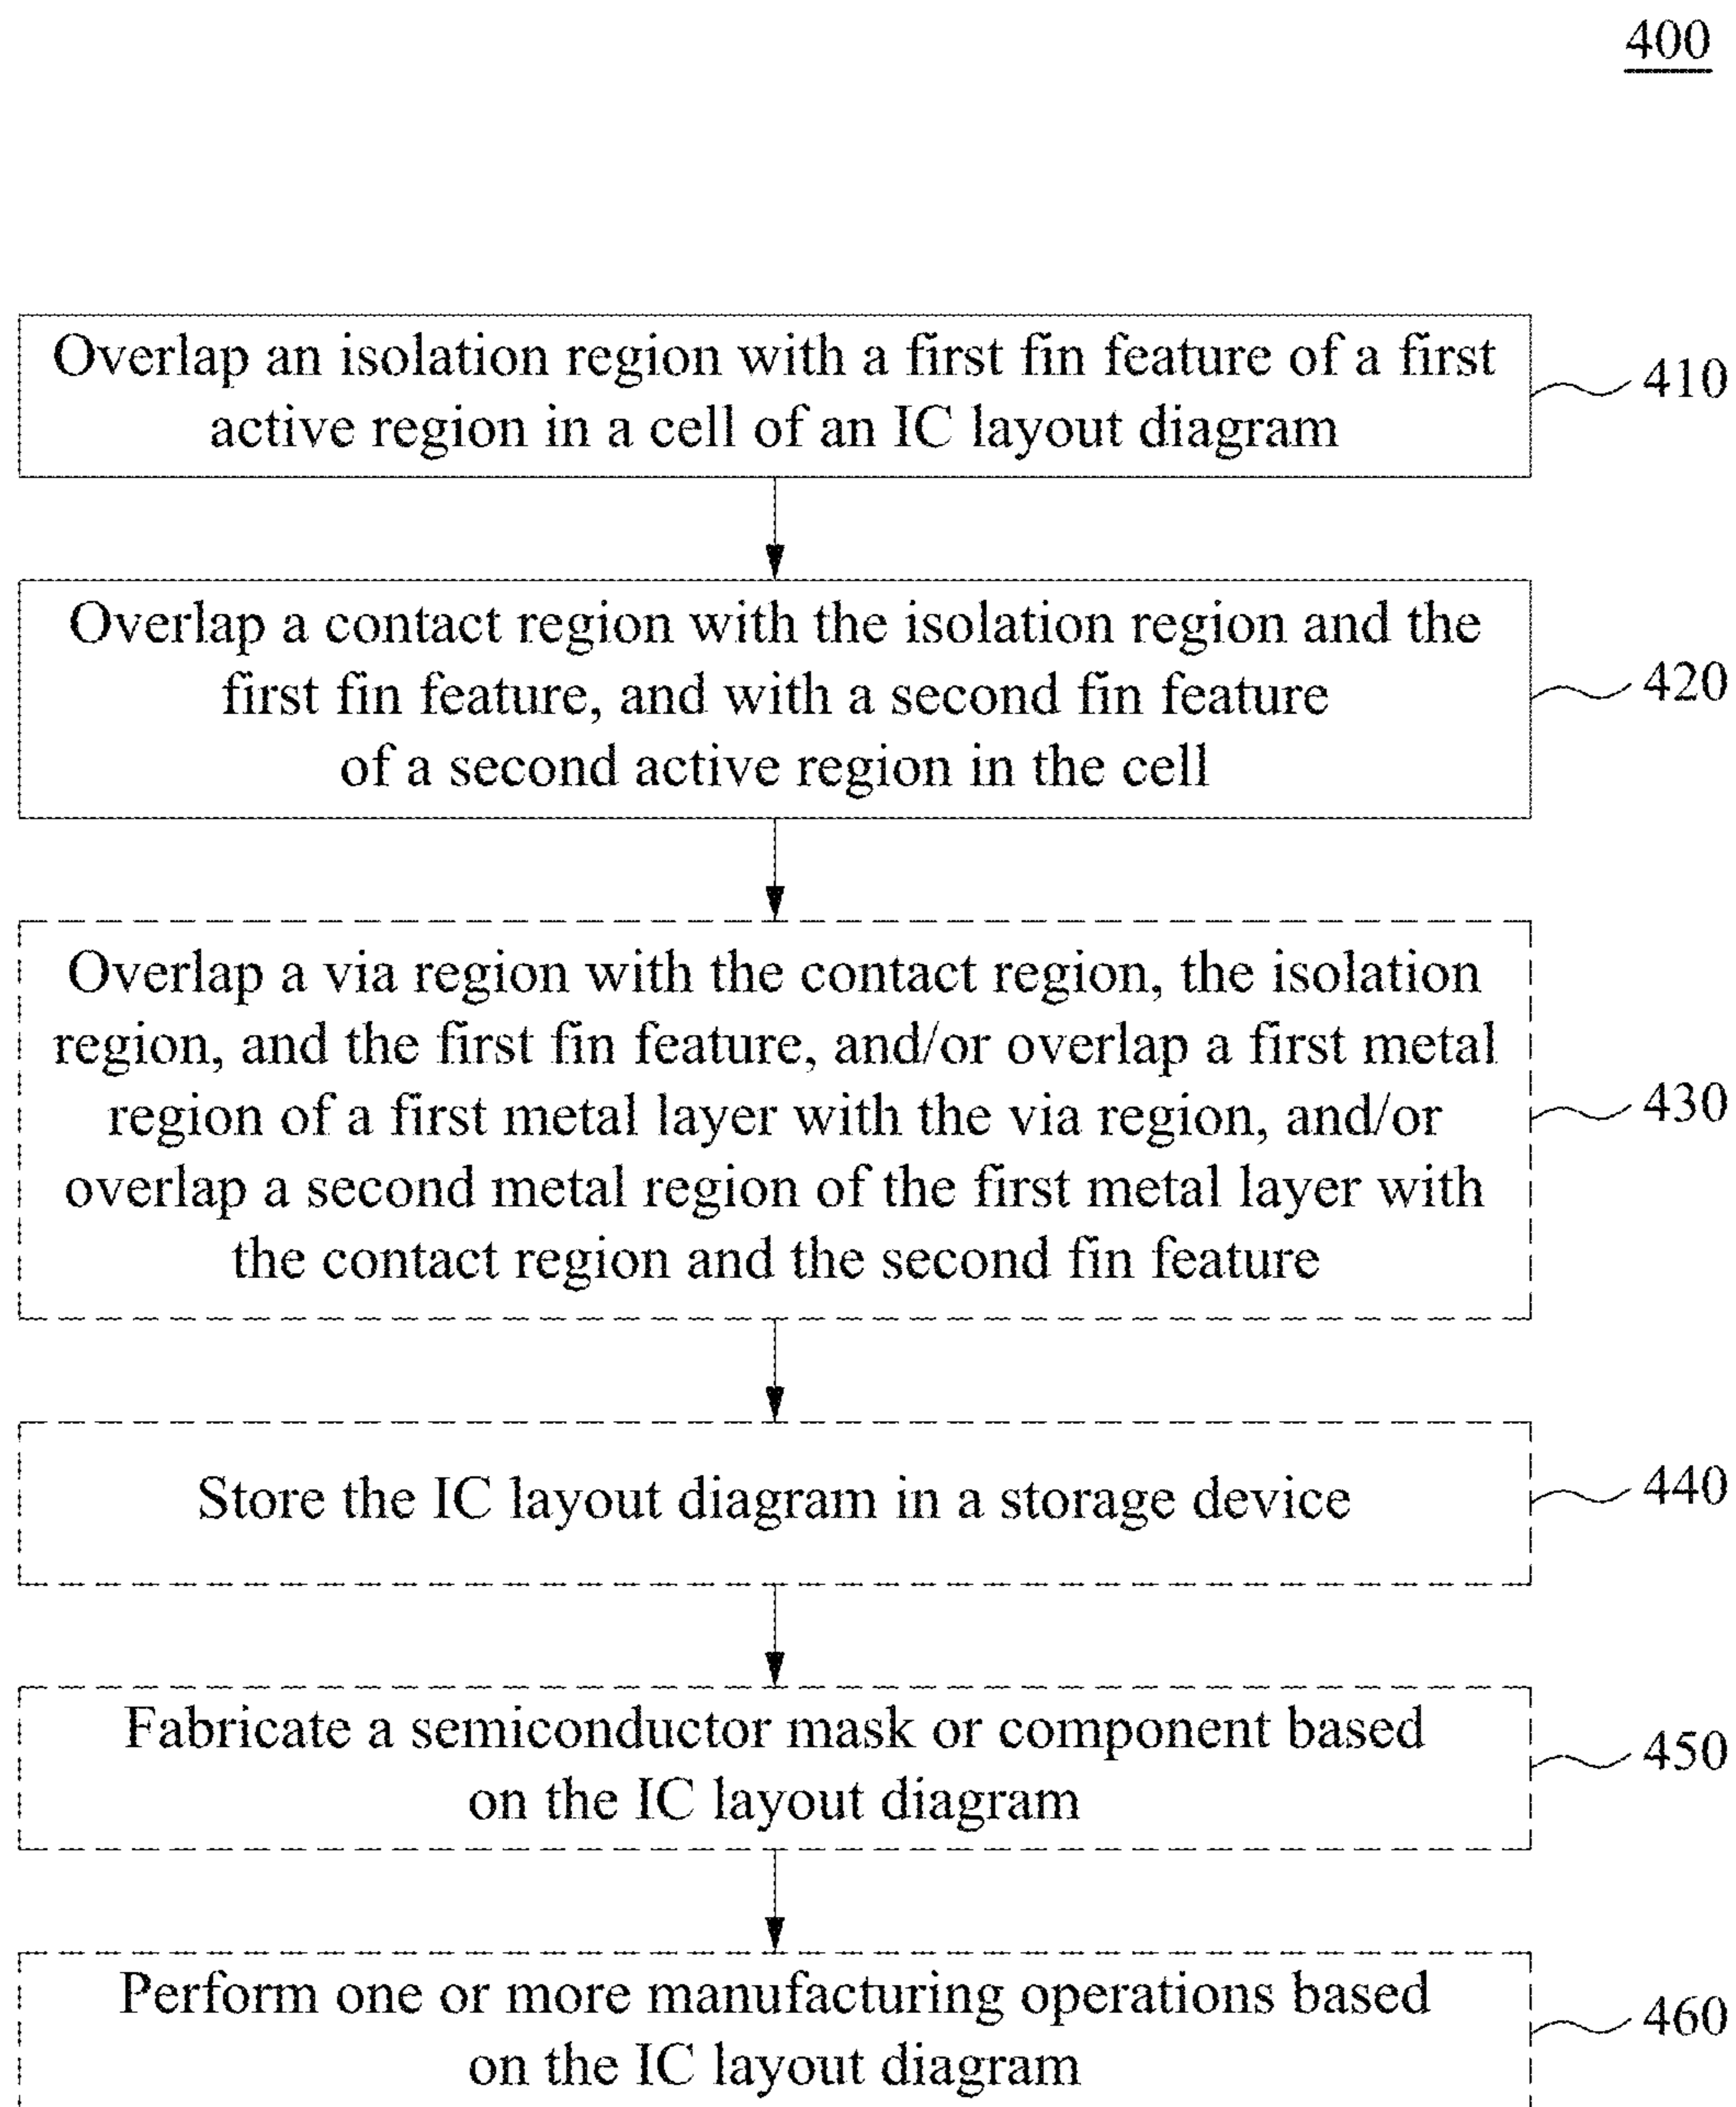 400
Overlap an isolation region with a first fin feature of a first
active region in a cell of an IC layout diagram
410
Overlap a contact region with the isolation region and the
first fin feature, and with a second fin feature
of a second active region in the cell
420
Overlap a via region with the contact region, the isolation
region, and the first fin feature, and/or overlap a first metal
region of a first metal layer with the via region, and/or
overlap a second metal region of the first metal layer with
the contact region and the second fin feature
430
Store the IC layout diagram in a storage device
440
Fabricate a semiconductor mask or component based
on the IC layout diagram
450
Perform one or more manufacturing operations based
on the IC layout diagram
460